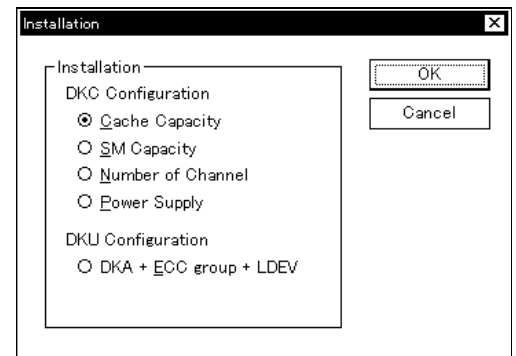 Installation
Installation
DKC Configuration
Cache Capacity
SM Capacity
Number of Channel
Power Supply
DKU Configuration
DKA + ECC group + LDEV
OK
Cancel